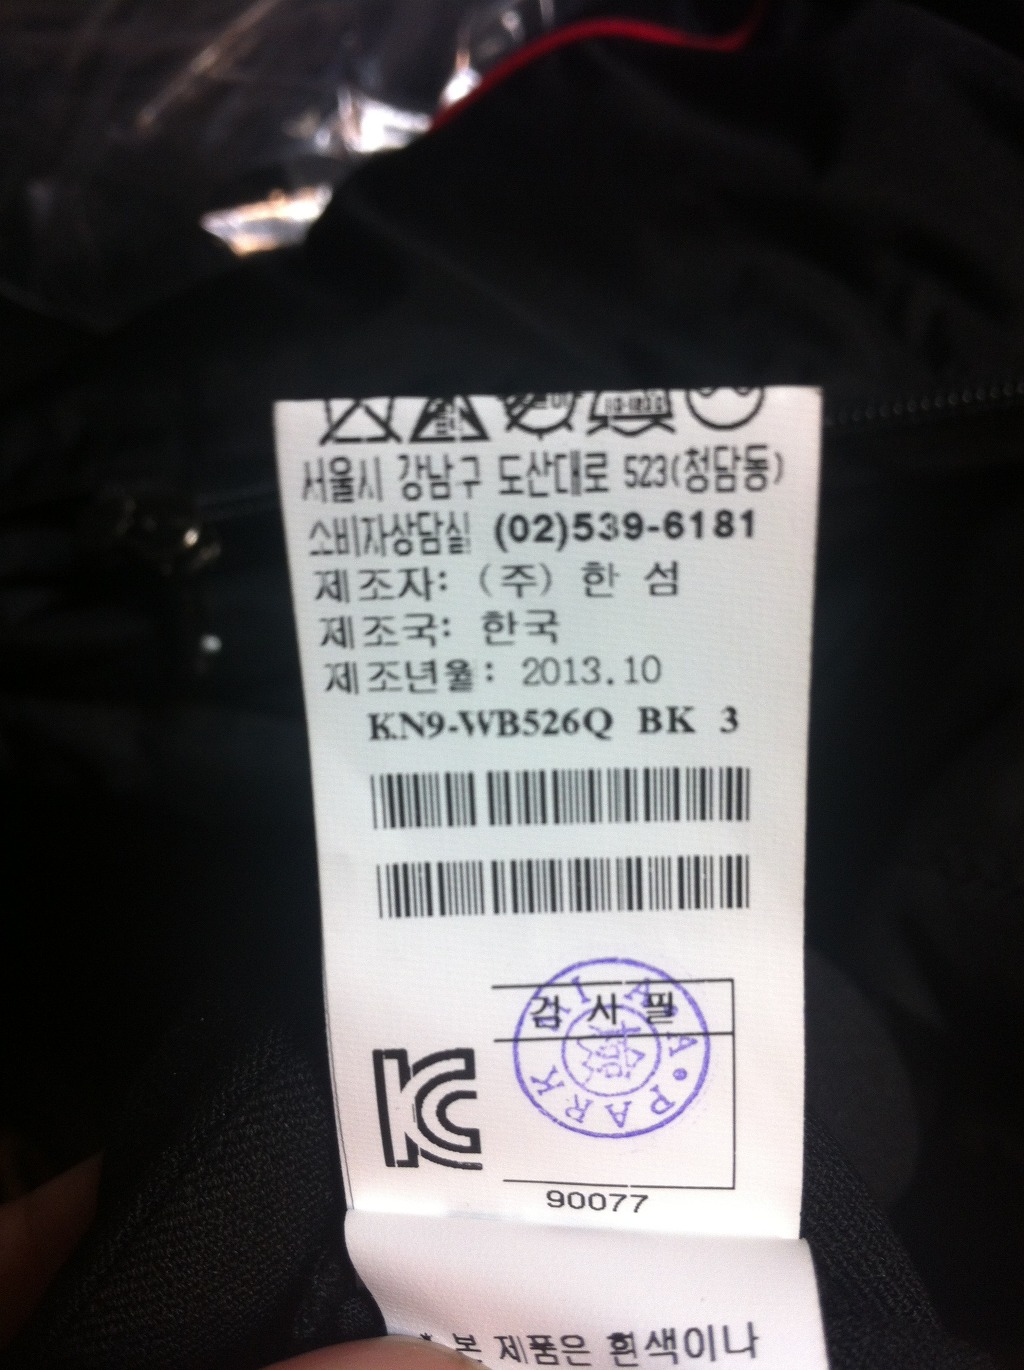 서울시 강남구 도산대로 523(청담동)
소비자상담실 (02)539-6181
제조자: (주) 한 섬
제조국: 한국
제조년월: 2013.10
KN9-WB526Q BK 3
검 사 필
PARK
KC
90077
본 제품은 흰색이나